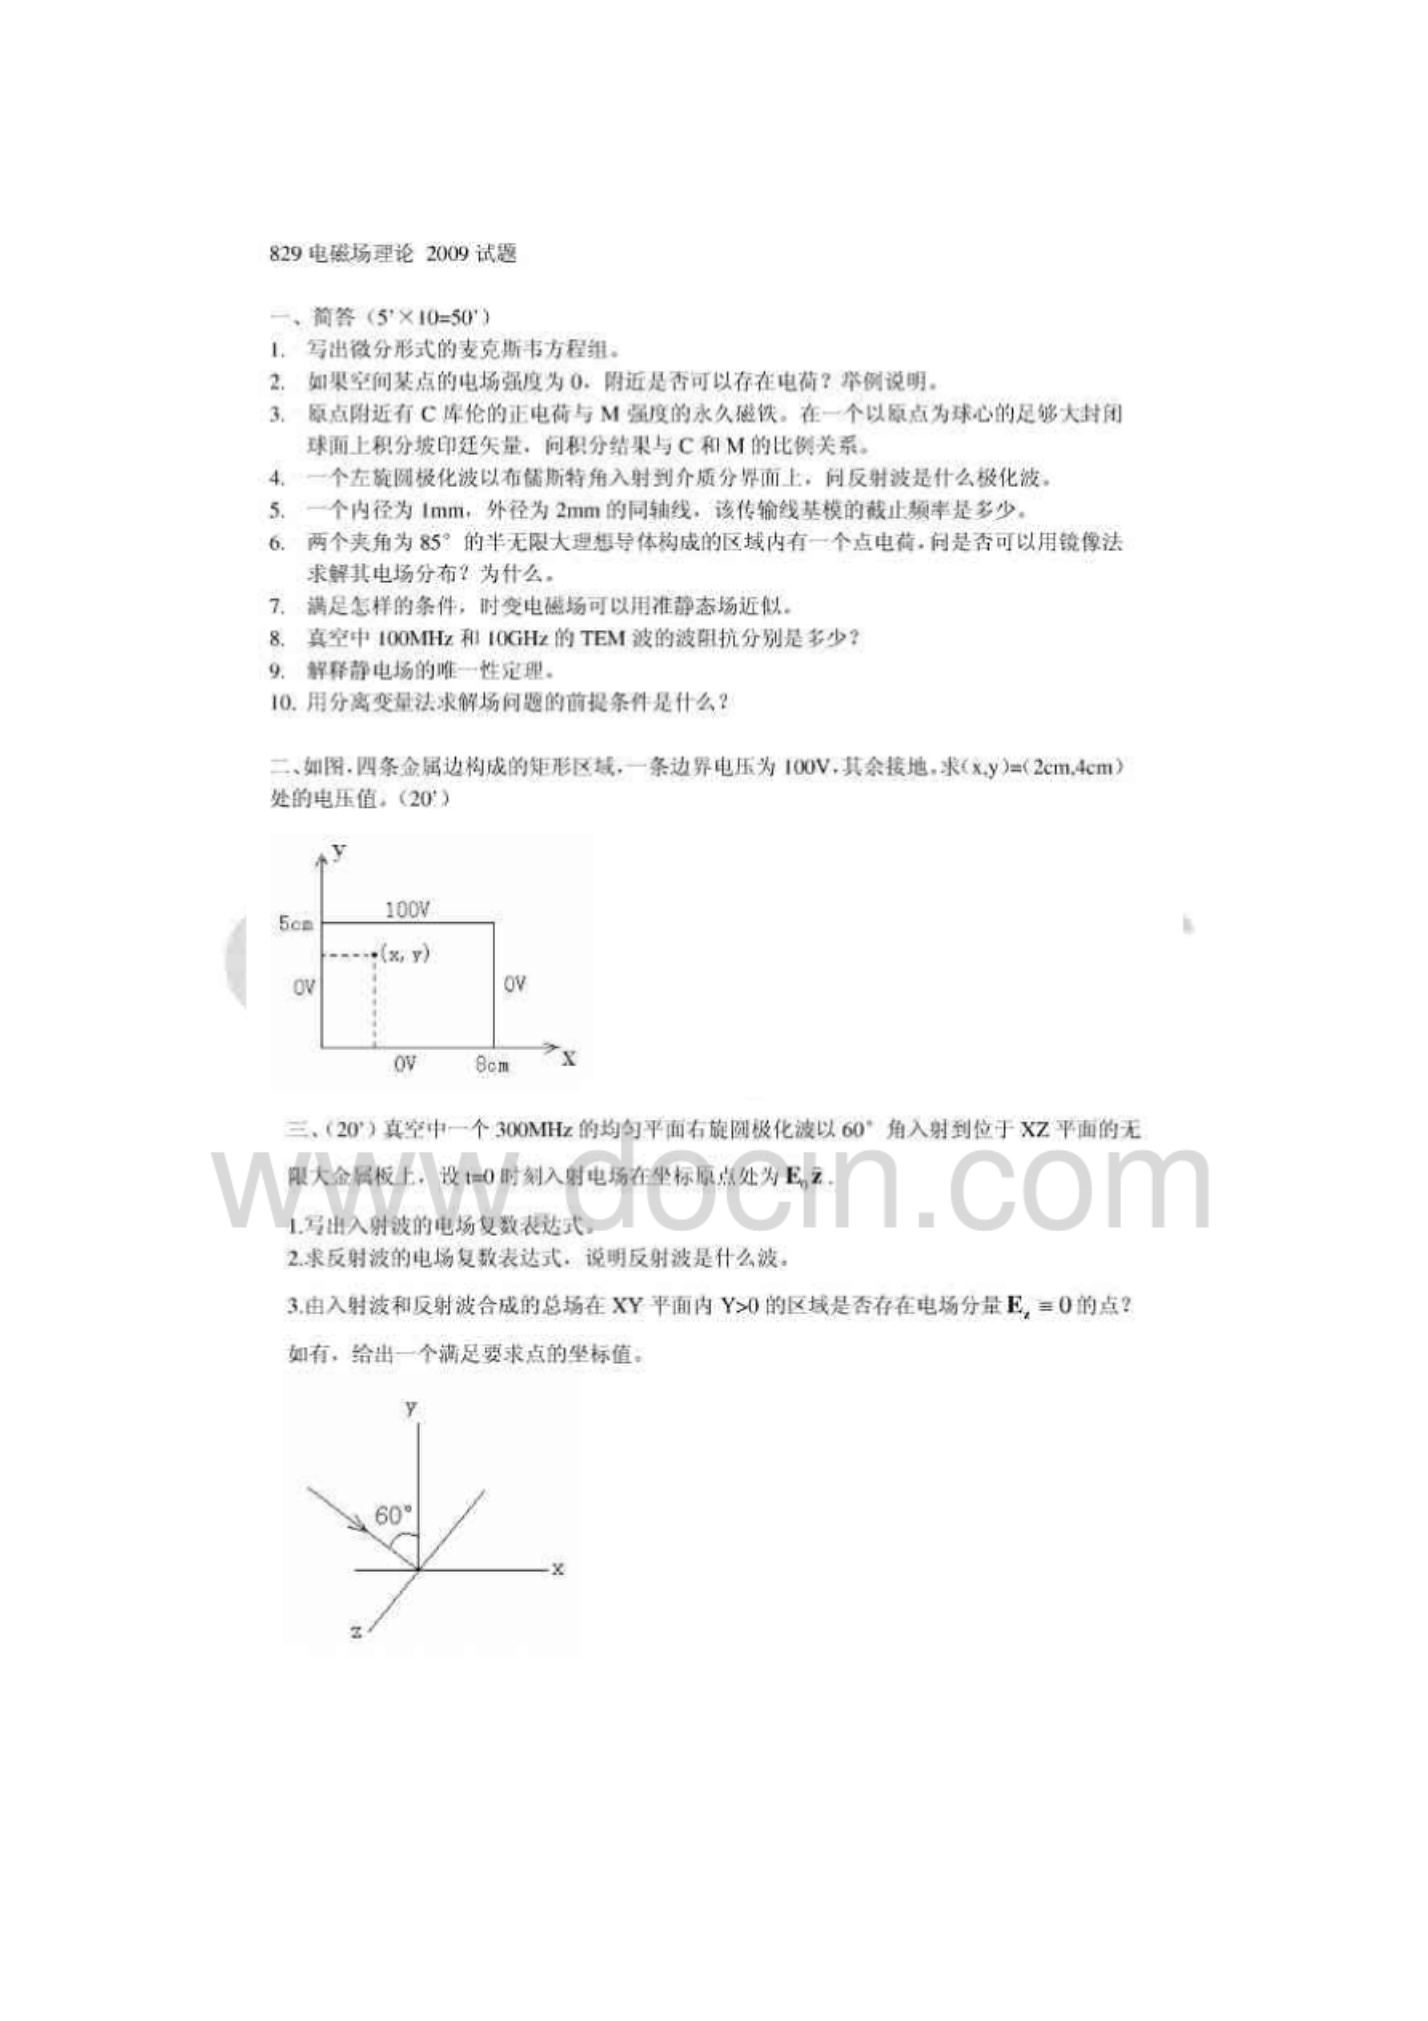 829 电磁场理论 2009 试题
一、简答（5’×10=50’）
1. 写出微分形式的麦克斯韦方程组。
2. 如果空间某点的电场强度为 0，附近是否可以存在电荷？举例说明。
3. 原点附近有 C 库伦的正电荷与 M 强度的永久磁铁。在一个以原点为球心的足够大封闭
球面上积分坡印廷矢量，问积分结果与 C 和 M 的比例关系。
4. 一个左旋圆极化波以布儒斯特角入射到介质分界面上，问反射波是什么极化波。
5. 一个内径为 1mm，外径为 2mm 的同轴线，该传输线基模的截止频率是多少。
6. 两个夹角为 85° 的半无限大理想导体构成的区域内有一个点电荷，问是否可以用镜像法
求解其电场分布？为什么。
7. 满足怎样的条件，时变电磁场可以用准静态场近似。
8. 真空中 100MHz 和 10GHz 的 TEM 波的波阻抗分别是多少？
9. 解释静电场的唯一性定理。
10. 用分离变量法求解场问题的前提条件是什么？
二、如图，四条金属边构成的矩形区域，一条边界电压为 100V，其余接地。求（x,y）=（2cm,4cm）
处的电压值。（20’）
y
100V
5cm
(x, y)
0V
0V
0V
8cm
x
三、（20’）真空中一个 300MHz 的均匀平面右旋圆极化波以 60° 角入射到位于 XZ 平面的无
限大金属板上，设 t=0 时刻入射电场在坐标原点处为 E₀z̄ .
www.docin.com
1.写出入射波的电场复数表达式。
2.求反射波的电场复数表达式，说明反射波是什么波。
3.由入射波和反射波合成的总场在 XY 平面内 Y>0 的区域是否存在电场分量 E_z ≡ 0 的点？
如有，给出一个满足要求点的坐标值。
y
60°
x
z